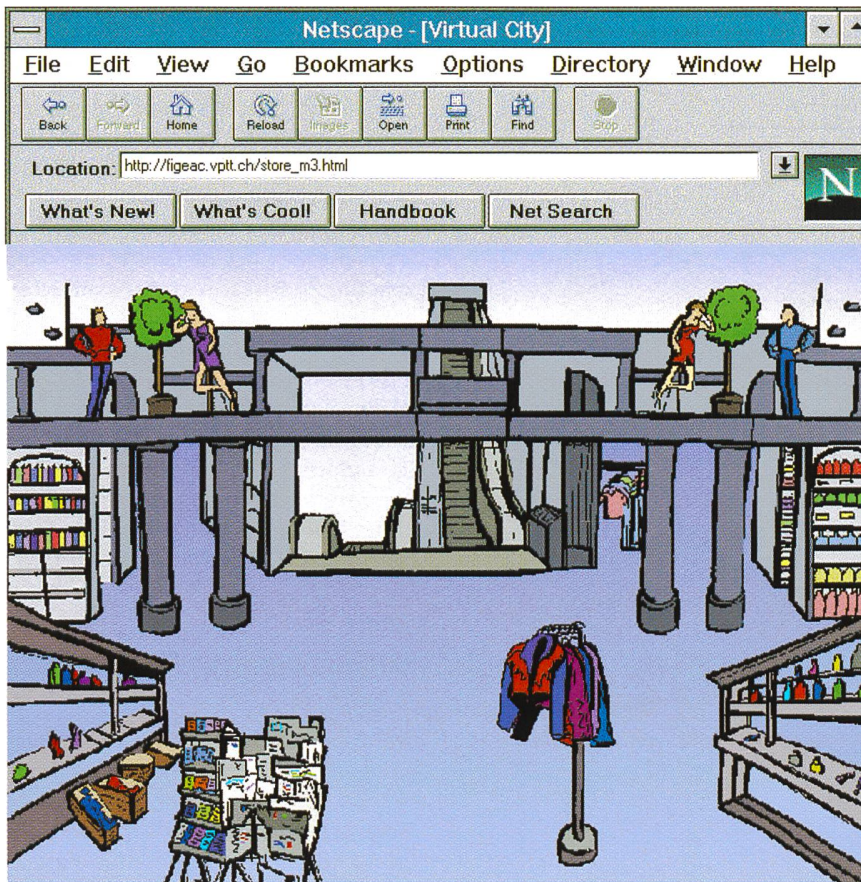 Netscape - [Virtual City]
File Edit View Go Bookmarks Options Directory Window Help
Back Forward Home Reload Images Open Print Find Stop
Location: http://figeac.vptt.ch/store_m3.html
N
What's New! What's Cool! Handbook Net Search